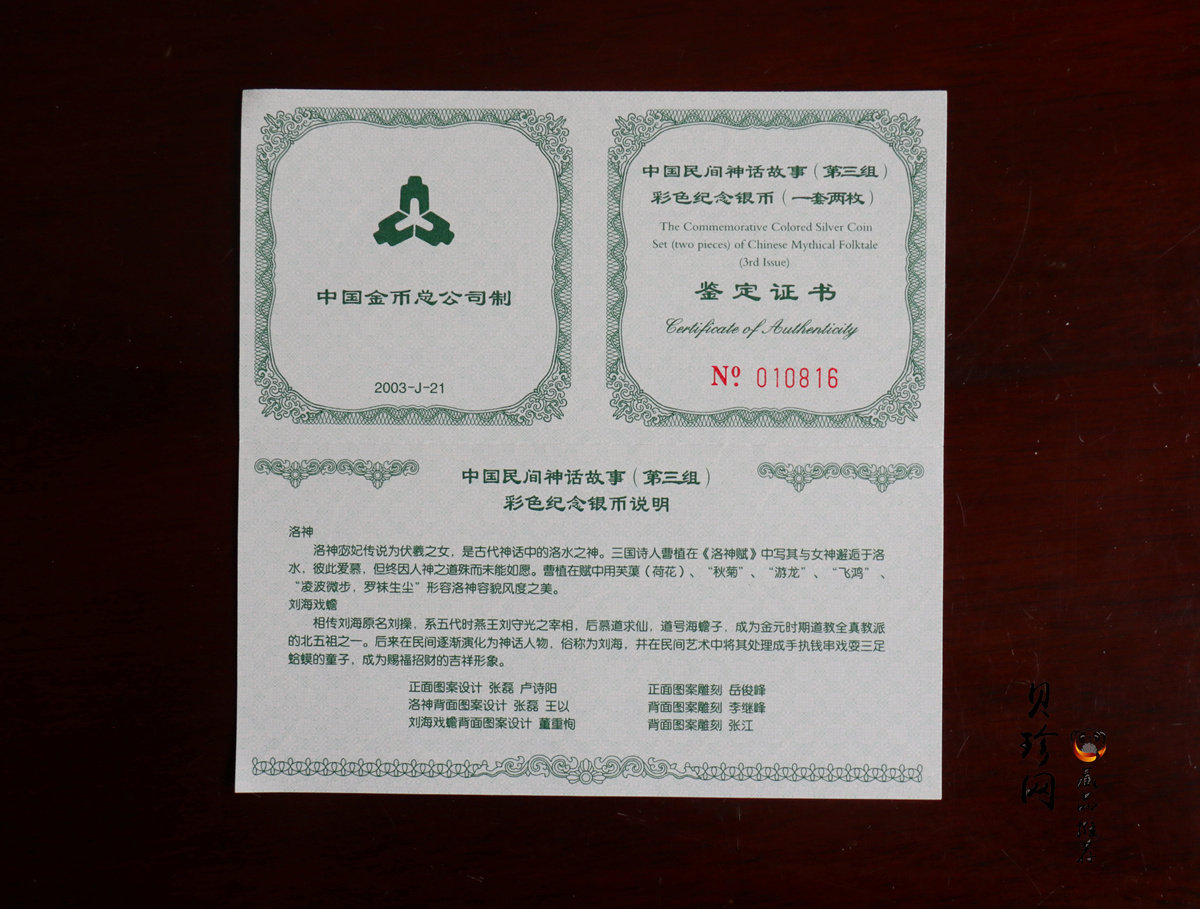 中国金币总公司制
2003-J-21
中国民间神话故事（第三组）
彩色纪念银币（一套两枚）
The Commemorative Colored Silver Coin
Set (two pieces) of Chinese Mythical Folktale
(3rd Issue)
鉴定证书
Certificate of Authenticity
Nº 010816
中国民间神话故事（第三组）
彩色纪念银币说明
洛神
洛神宓妃传说为伏羲之女，是古代神话中的洛水之神。三国诗人曹植在《洛神赋》中写其与女神邂逅于洛
水，彼此爱慕，但终因人神之道殊而未能如愿。曹植在赋中用芙蕖（荷花）、“秋菊”、“游龙”、“飞鸿”、
“凌波微步，罗袜生尘”形容洛神容貌风度之美。
刘海戏蟾
相传刘海原名刘操，系五代时燕王刘守光之宰相，后慕道求仙，道号海蟾子，成为金元时期道教全真教派
的北五祖之一。后来在民间逐渐演化为神话人物，俗称为刘海，并在民间艺术中将其处理成手执钱串戏耍三足
蛤蟆的童子，成为赐福招财的吉祥形象。
正面图案设计 张磊 卢诗阳
正面图案雕刻 岳俊峰
洛神背面图案设计 张磊 王以
背面图案雕刻 李继峰
刘海戏蟾背面图案设计 董重恂
背面图案雕刻 张江
贝珍网